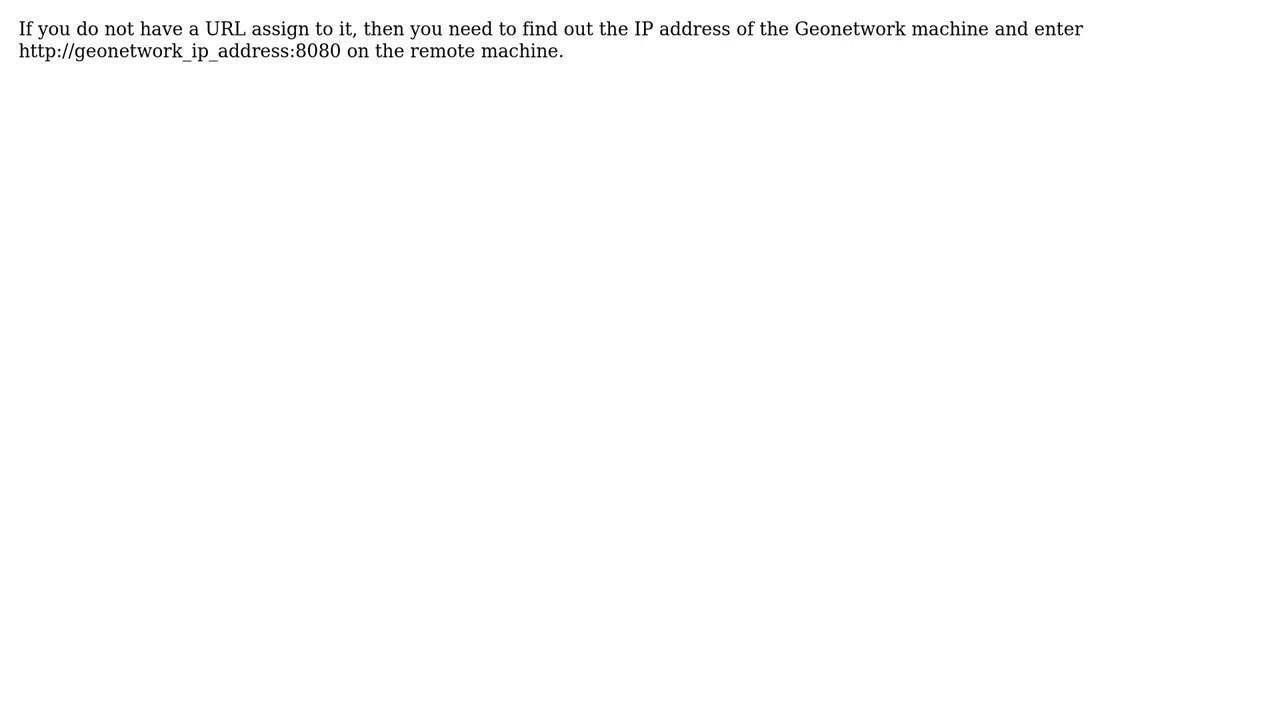 If you do not have a URL assign to it, then you need to find out the IP address of the Geonetwork machine and enter
http://geonetwork_ip_address:8080 on the remote machine.